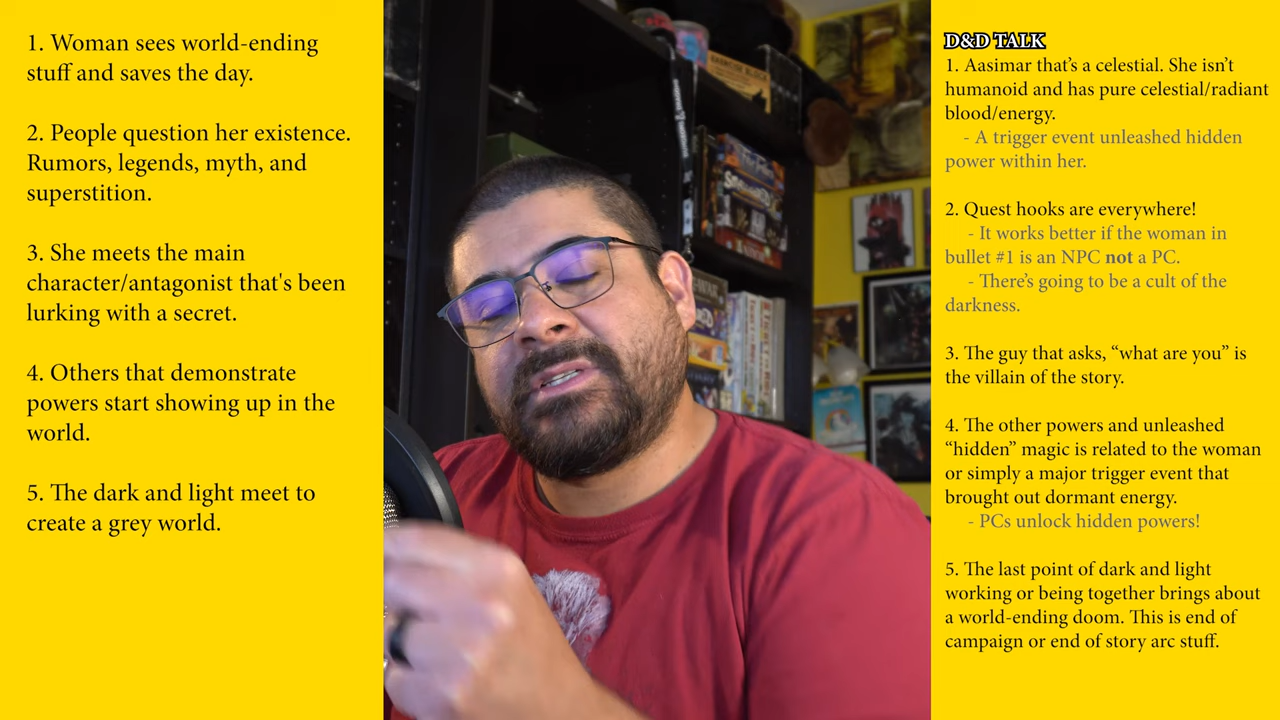 1. Woman sees world-ending
stuff and saves the day.
2. People question her existence.
Rumors, legends, myth, and
superstition.
3. She meets the main
character/antagonist that's been
lurking with a secret.
4. Others that demonstrate
powers start showing up in the
world.
5. The dark and light meet to
create a grey world.
D&D TALK
1. Aasimar that’s a celestial. She isn’t
humanoid and has pure celestial/radiant
blood/energy.
- A trigger event unleashed hidden
power within her.
2. Quest hooks are everywhere!
- It works better if the woman in
bullet #1 is an NPC not a PC.
- There’s going to be a cult of the
darkness.
3. The guy that asks, “what are you” is
the villain of the story.
4. The other powers and unleashed
“hidden” magic is related to the woman
or simply a major trigger event that
brought out dormant energy.
- PCs unlock hidden powers!
5. The last point of dark and light
working or being together brings about
a world-ending doom. This is end of
campaign or end of story arc stuff.